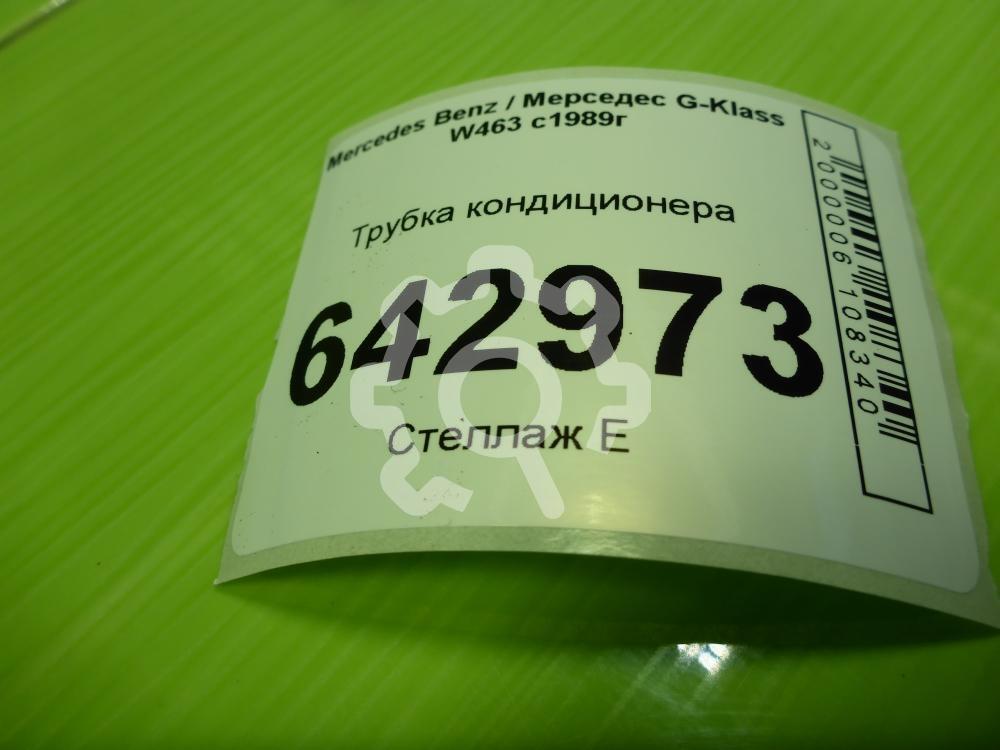 Mercedes Benz / Мерседес G-Klass
W463 с1989г
Трубка кондиционера
642973
Стеллаж Е
2000006108340